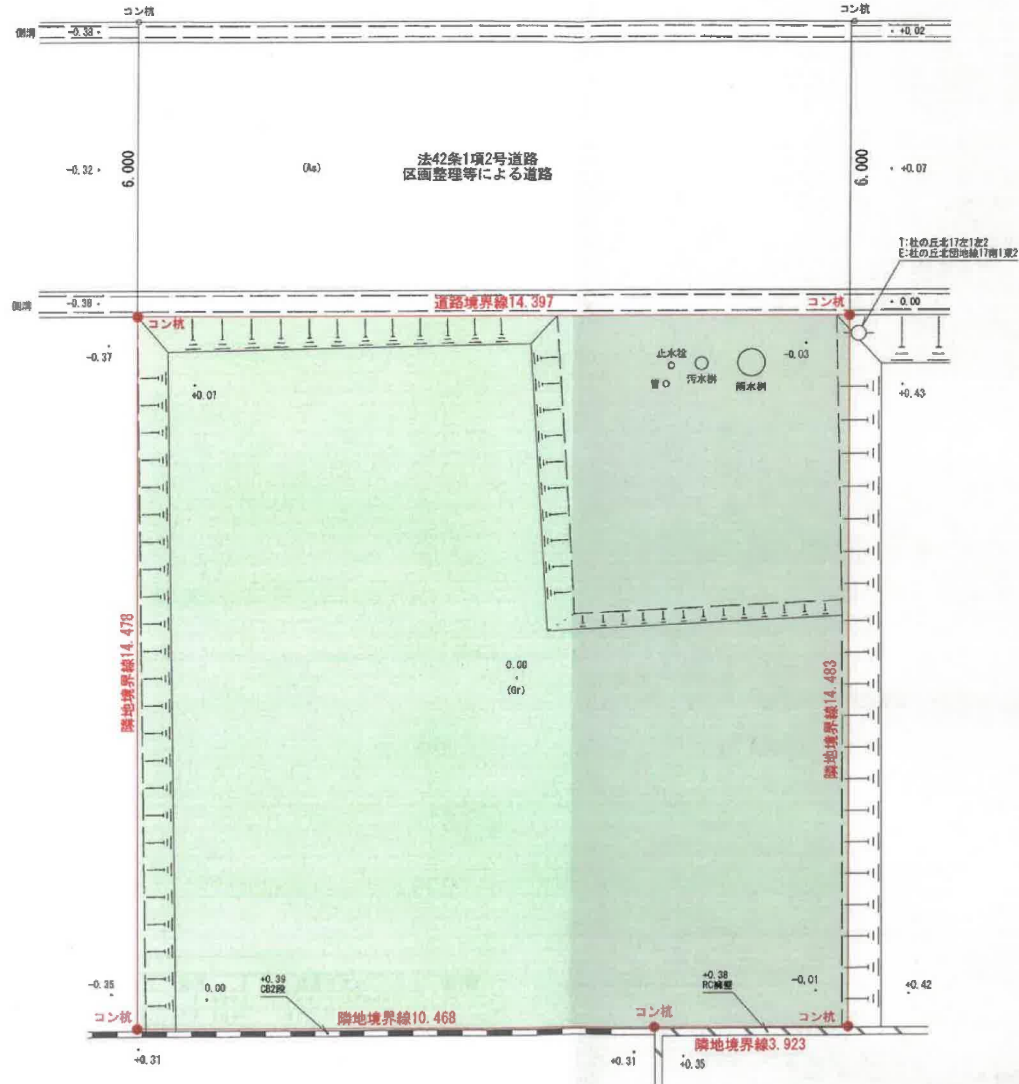 コン杭
コン杭
側溝
-0.38
+0.02
6.000
6.000
法42条1項2号道路
区画整理等による道路
(As)
-0.32
+0.07
T:杜の丘北17左1左2
E:杜の丘北団地線17南1東2
側溝
-0.38
道路境界線14.397
コン杭
0.00
コン杭
-0.37
止水栓
汚水桝
雨水桝
-0.03
+0.01
+0.43
隣地境界線14.478
0.00
(Gr)
隣地境界線14.483
-0.35
0.00
+0.39
CB2段
+0.38
RC擁壁
-0.01
+0.42
コン杭
隣地境界線10.468
コン杭
コン杭
隣地境界線3.923
+0.31
+0.31
+0.35